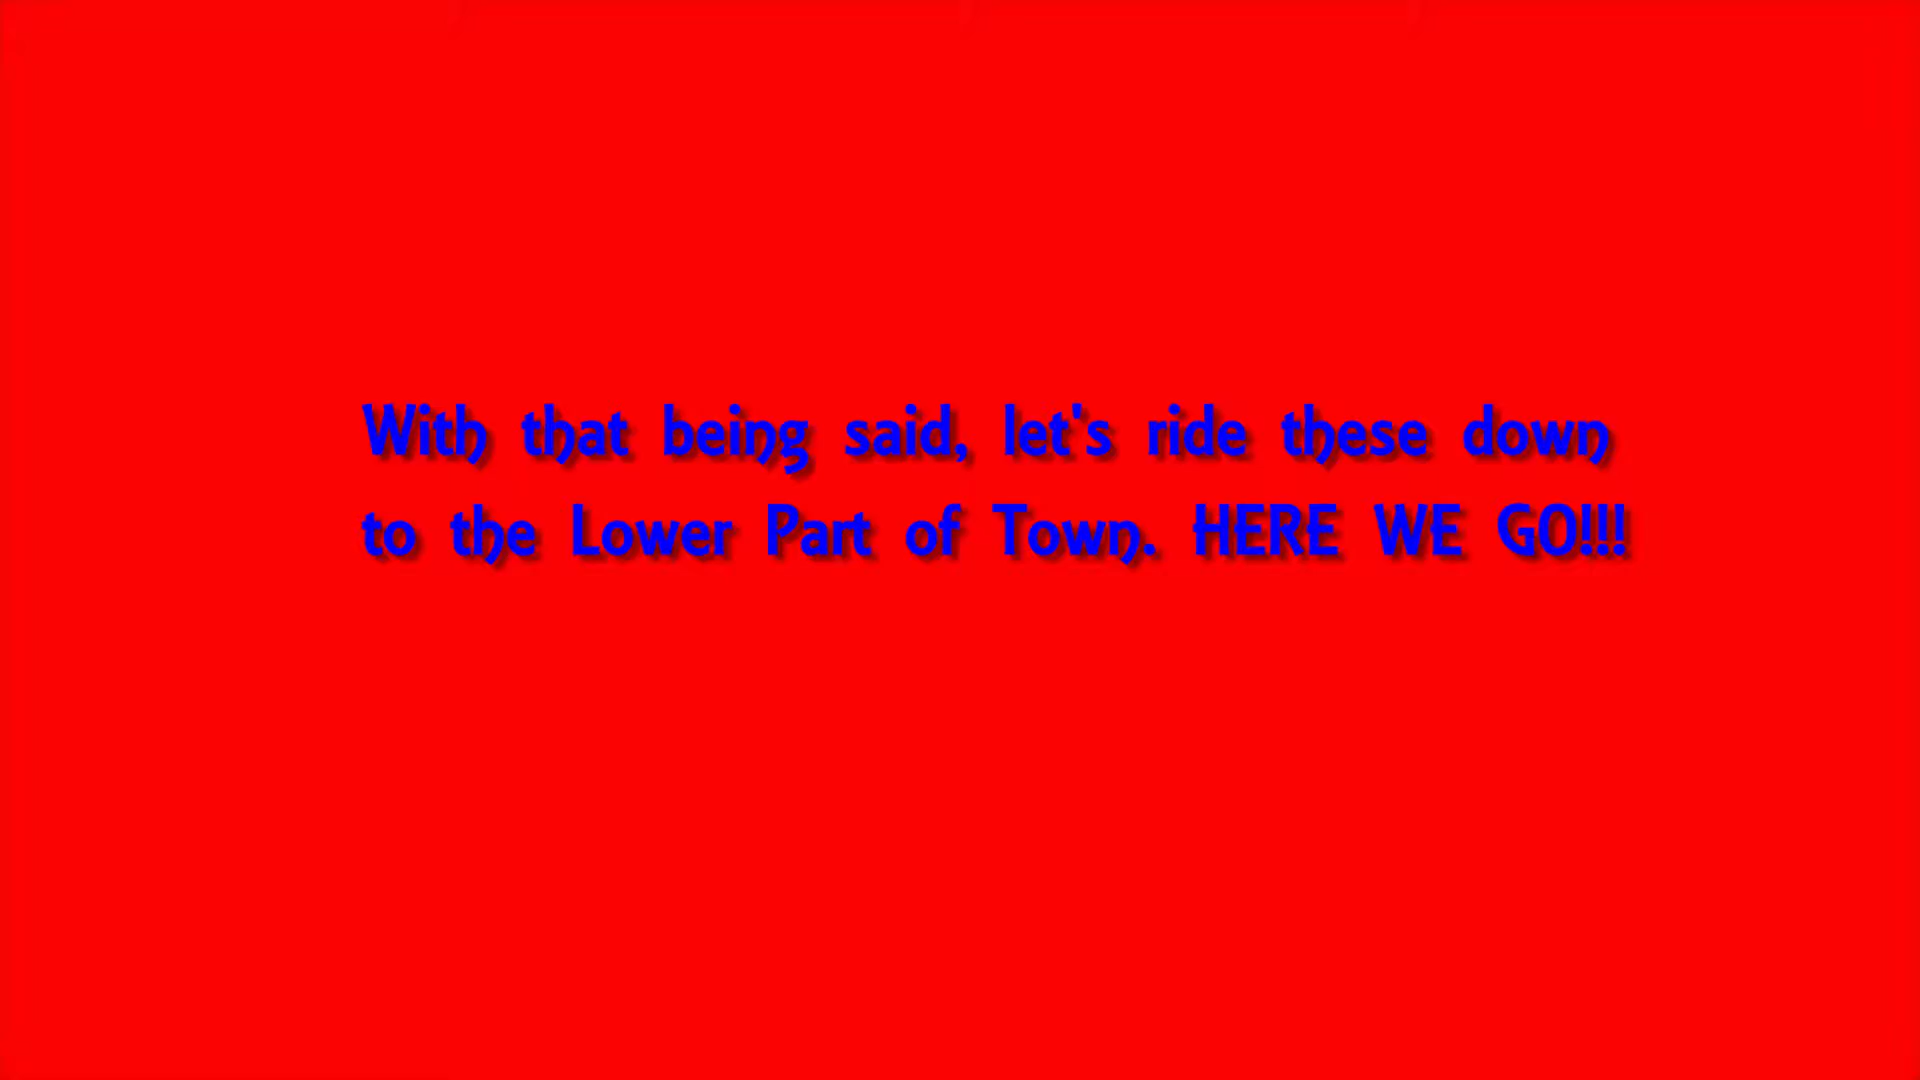 With that being said, let's ride these down
to the Lower Part of Town. HERE WE GO!!!